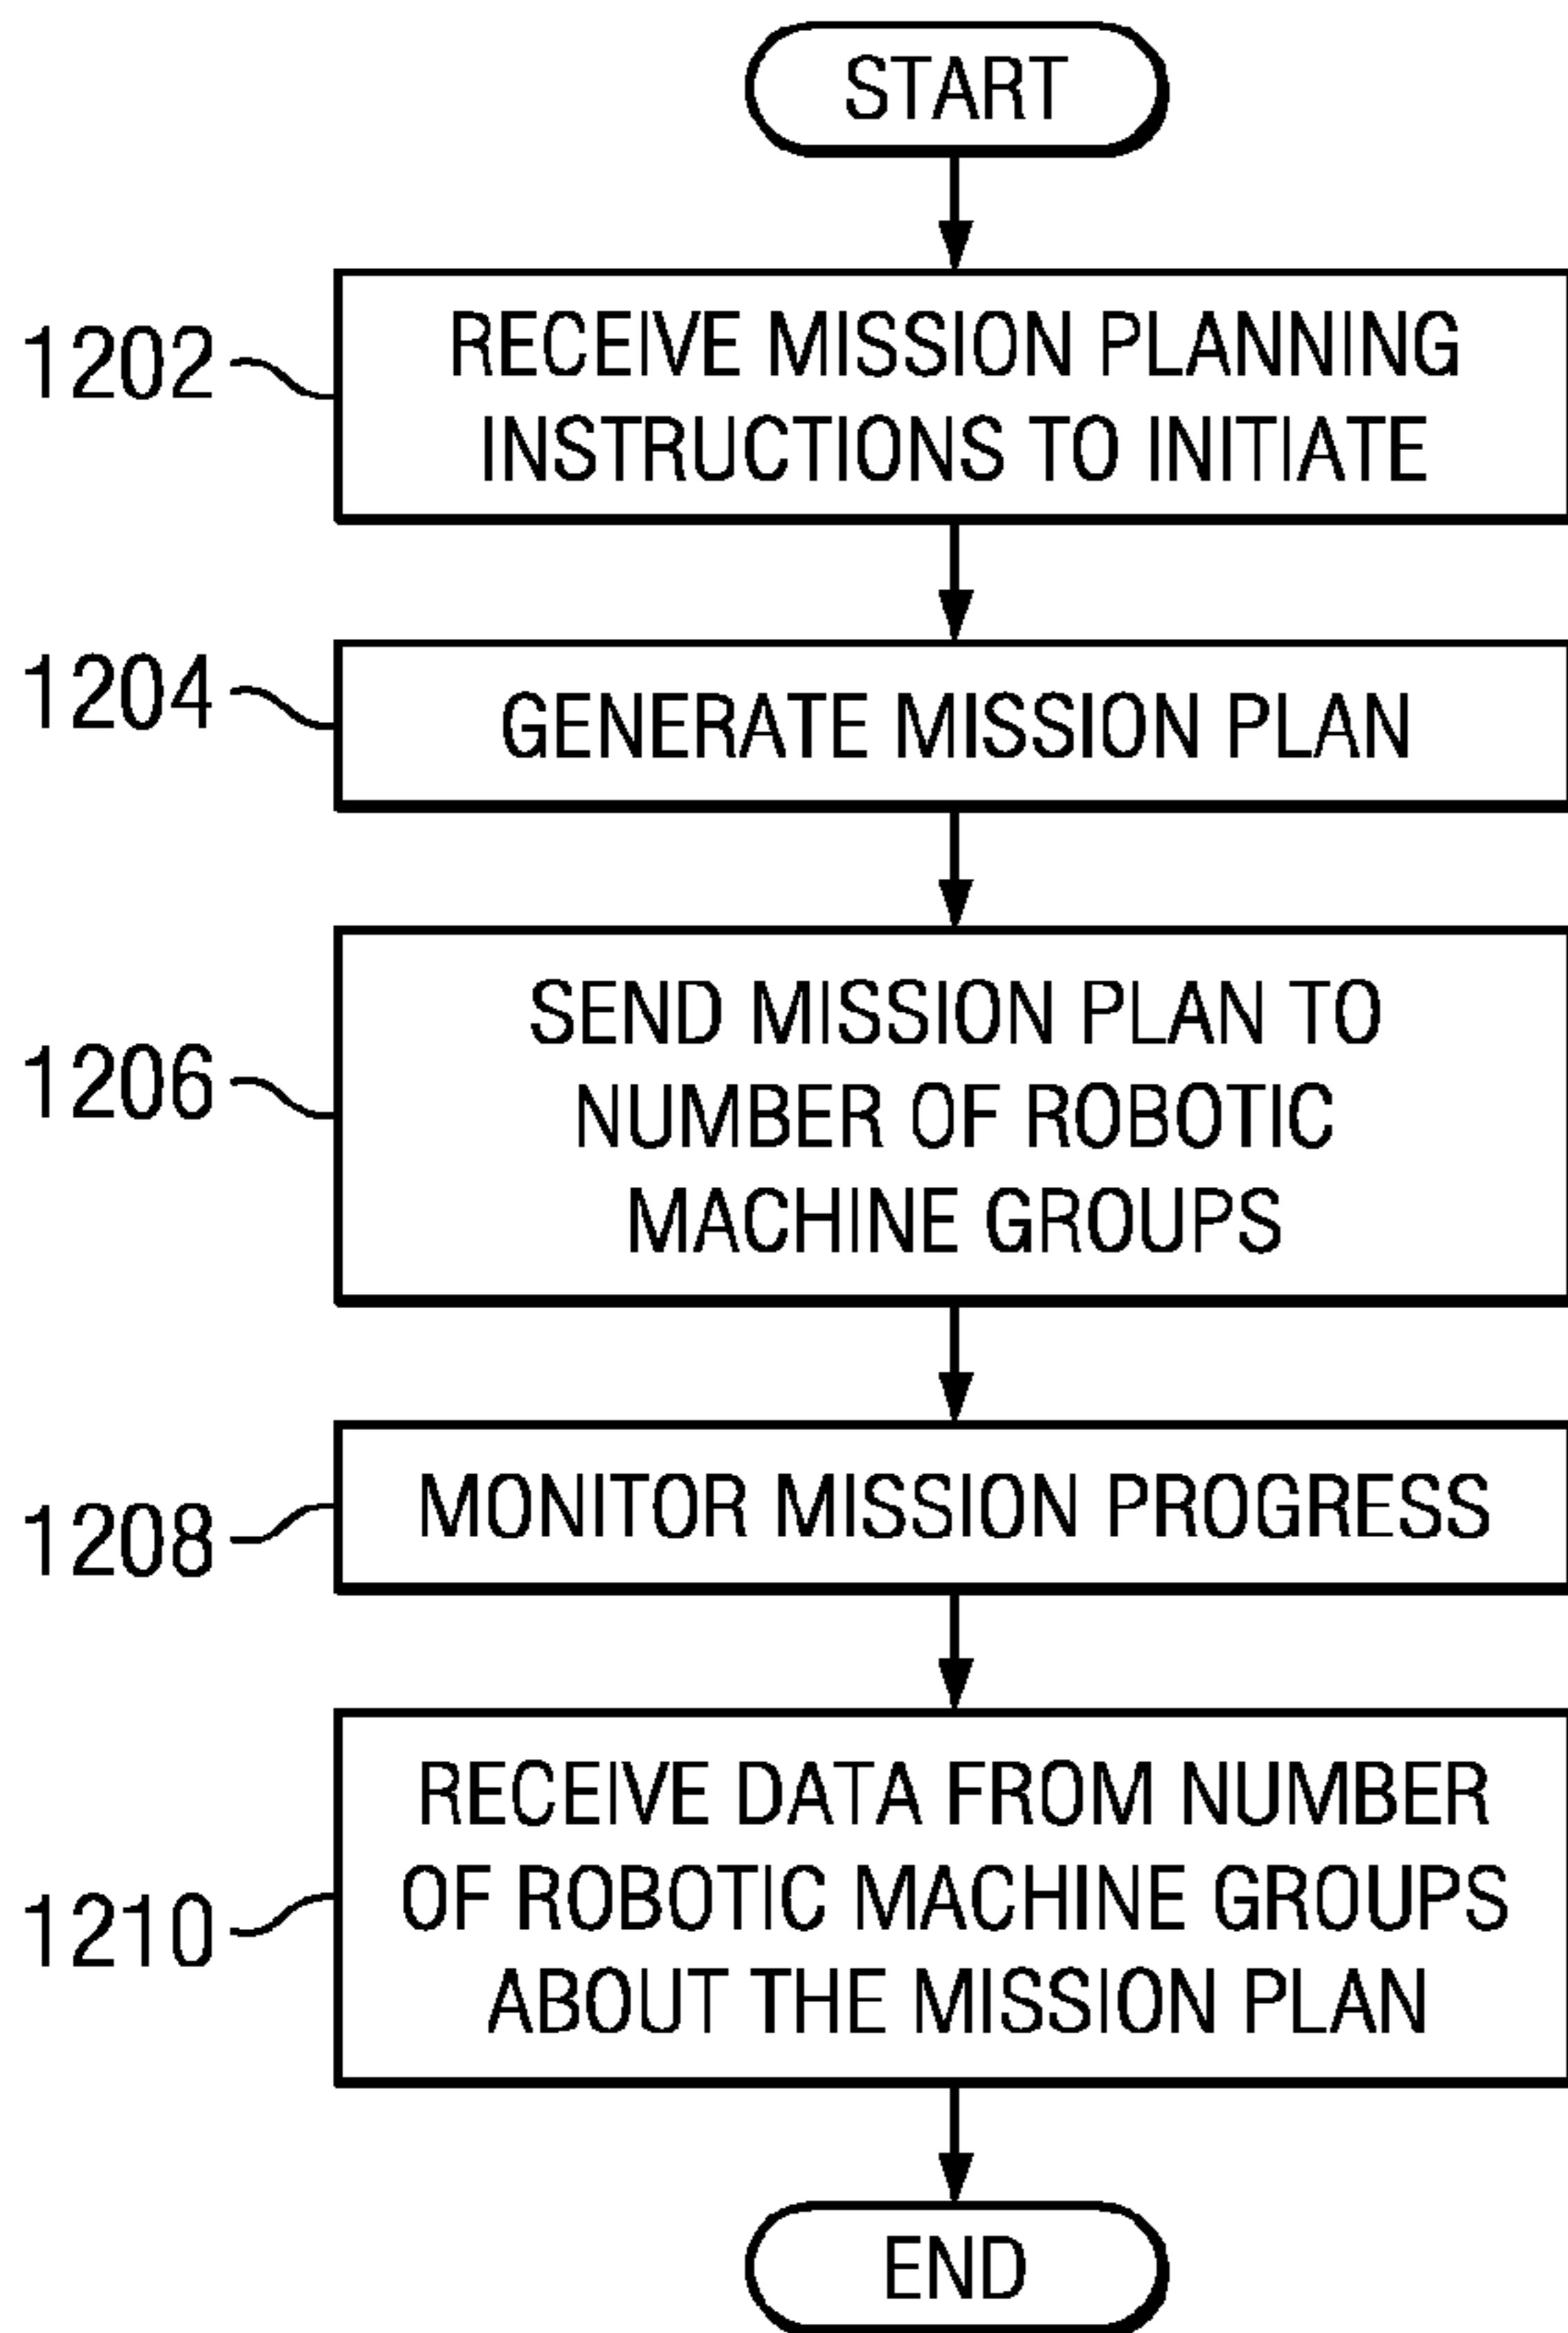 START
1202
RECEIVE MISSION PLANNING
INSTRUCTIONS TO INITIATE
1204
GENERATE MISSION PLAN
1206
SEND MISSION PLAN TO
NUMBER OF ROBOTIC
MACHINE GROUPS
1208
MONITOR MISSION PROGRESS
1210
RECEIVE DATA FROM NUMBER
OF ROBOTIC MACHINE GROUPS
ABOUT THE MISSION PLAN
END